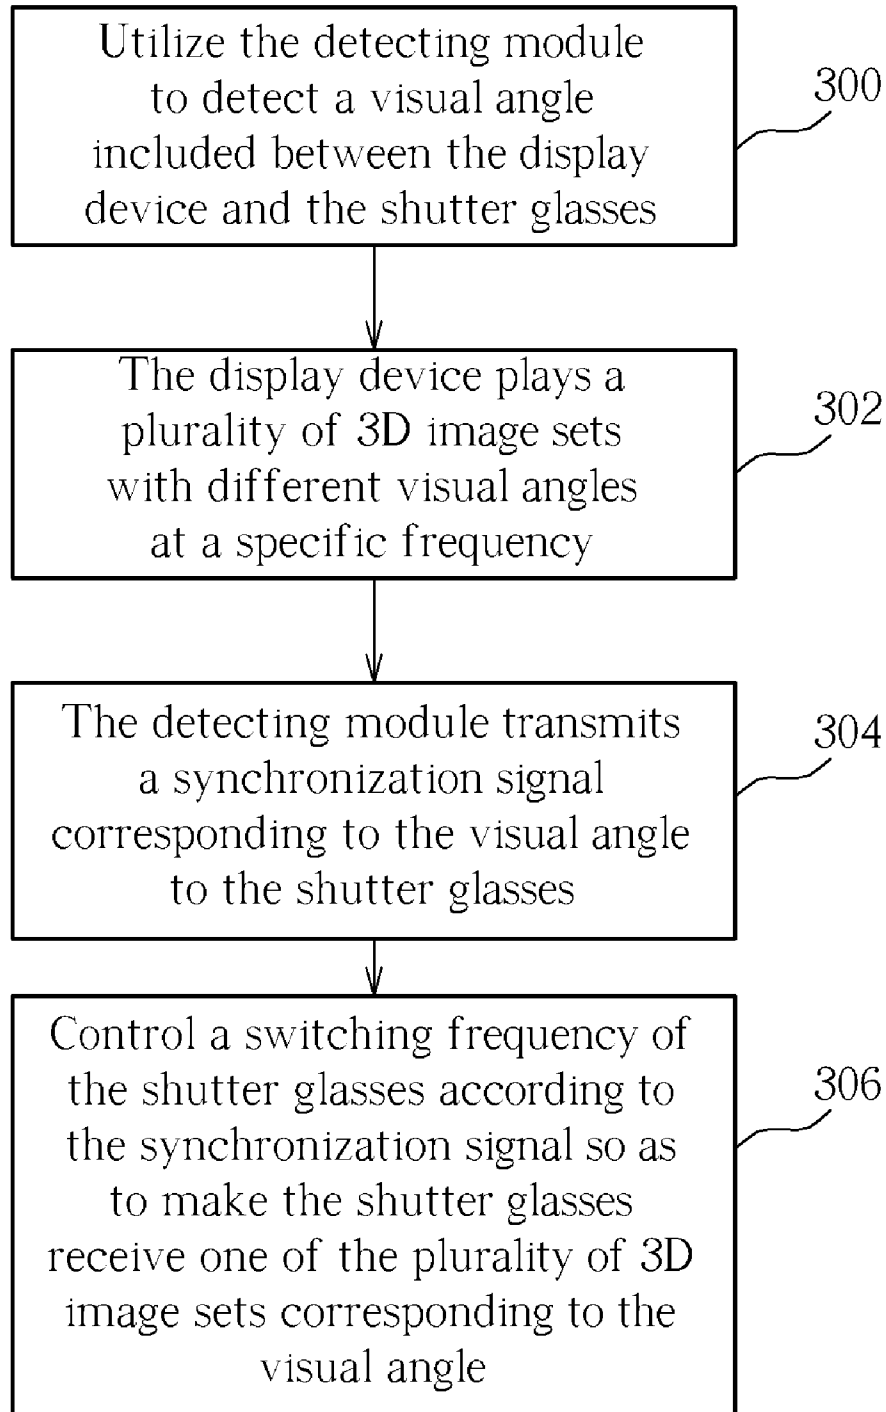 Utilize the detecting module
to detect a visual angle
included between the display
device and the shutter glasses
300
The display device plays a
plurality of 3D image sets
with different visual angles
at a specific frequency
302
The detecting module transmits
a synchronization signal
corresponding to the visual angle
to the shutter glasses
304
Control a switching frequency of
the shutter glasses according to
the synchronization signal so as
to make the shutter glasses
receive one of the plurality of 3D
image sets corresponding to the
visual angle
306